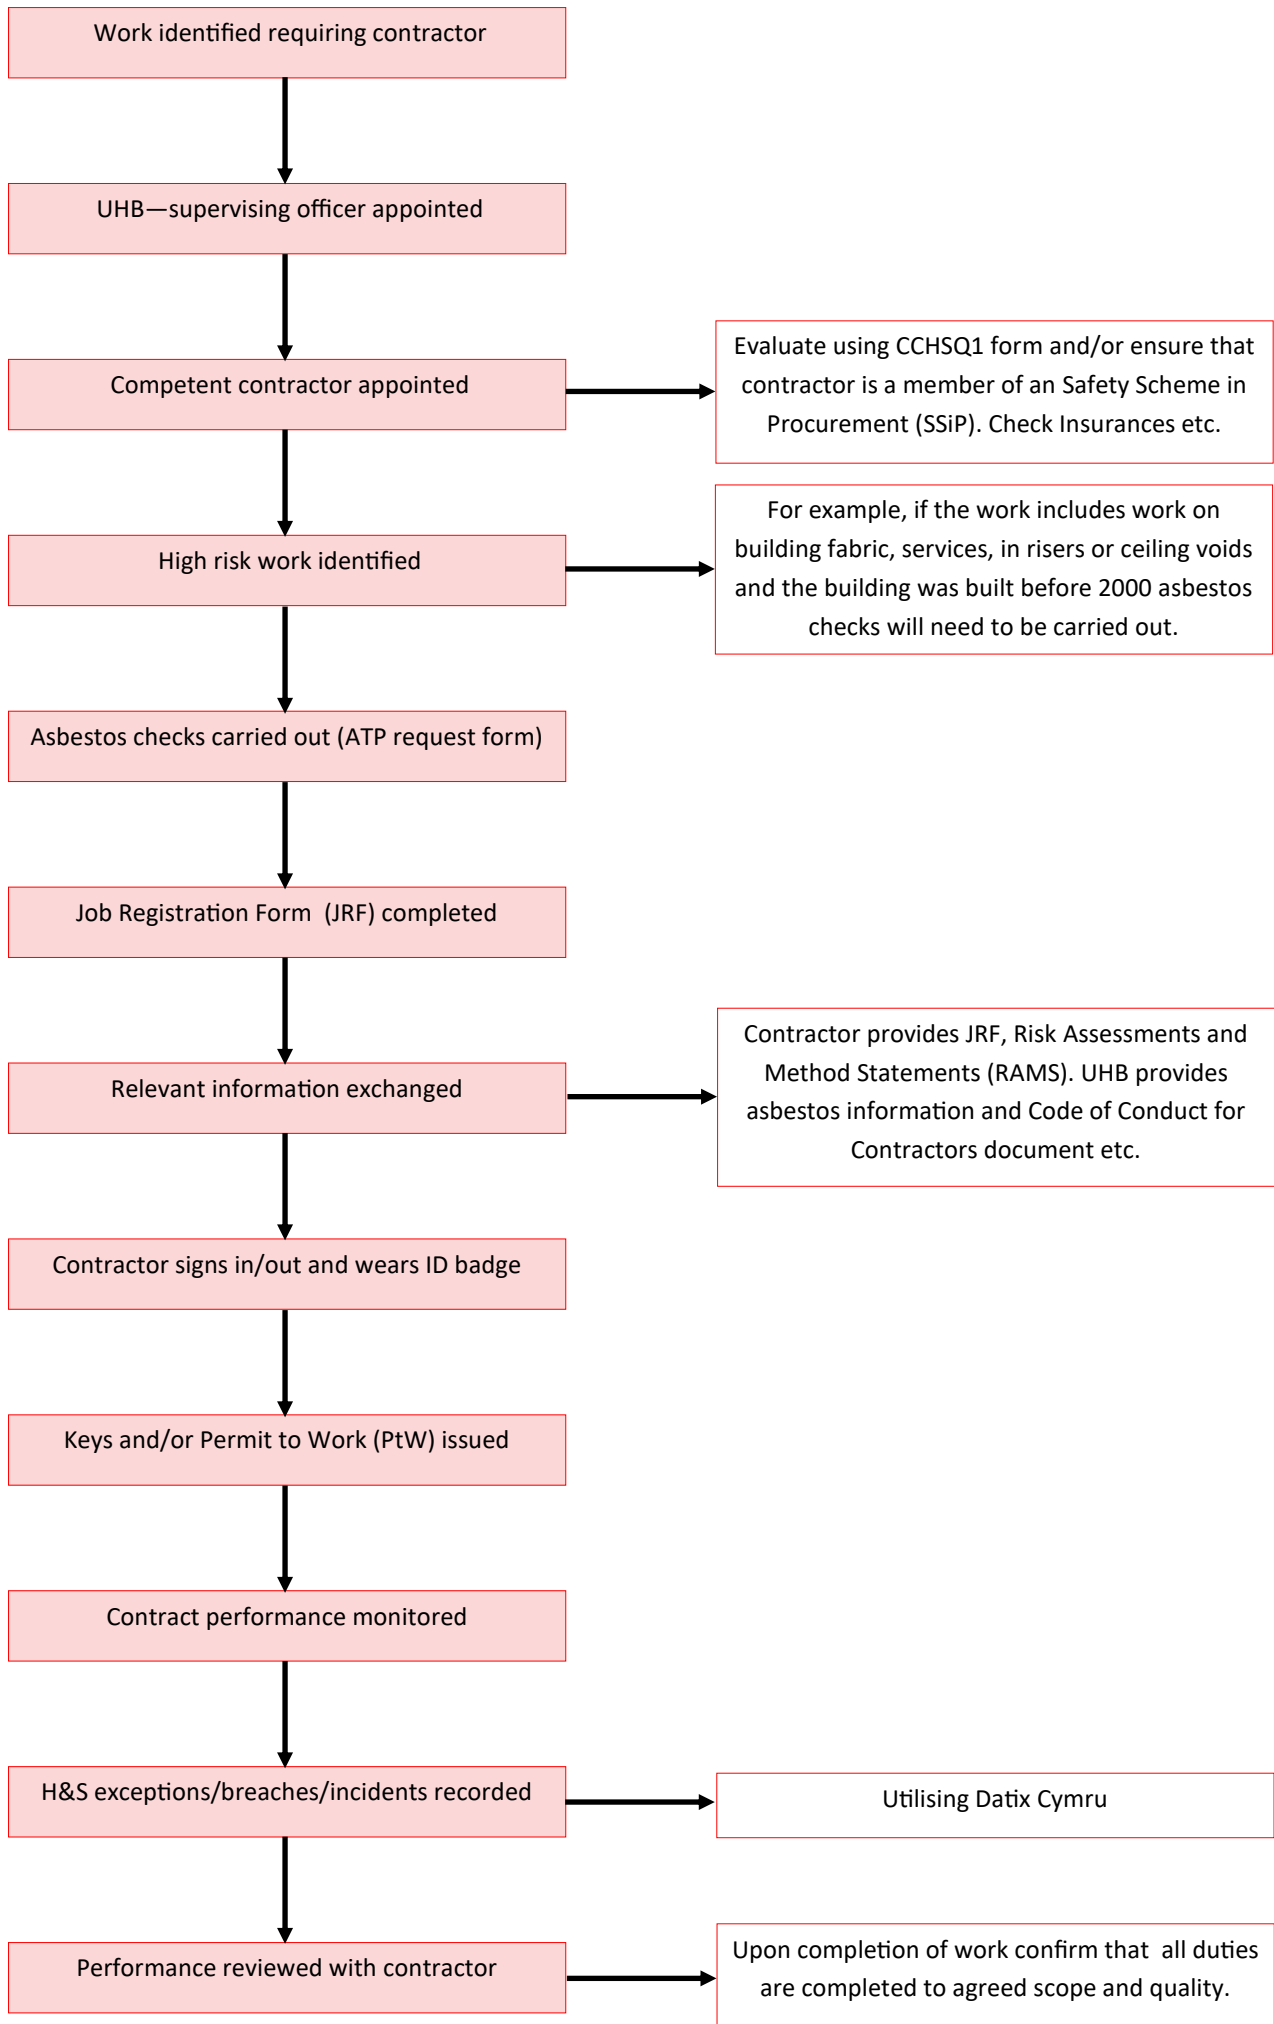 Work identified requiring contractor
UHB—supervising officer appointed
Competent contractor appointed
Evaluate using CCHSQ1 form and/or ensure that
contractor is a member of an Safety Scheme in
Procurement (SSiP). Check Insurances etc.
High risk work identified
For example, if the work includes work on
building fabric, services, in risers or ceiling voids
and the building was built before 2000 asbestos
checks will need to be carried out.
Asbestos checks carried out (ATP request form)
Job Registration Form  (JRF) completed
Relevant information exchanged
Contractor provides JRF, Risk Assessments and
Method Statements (RAMS). UHB provides
asbestos information and Code of Conduct for
Contractors document etc.
Contractor signs in/out and wears ID badge
Keys and/or Permit to Work (PtW) issued
Contract performance monitored
H&S exceptions/breaches/incidents recorded
Utilising Datix Cymru
Performance reviewed with contractor
Upon completion of work confirm that  all duties
are completed to agreed scope and quality.